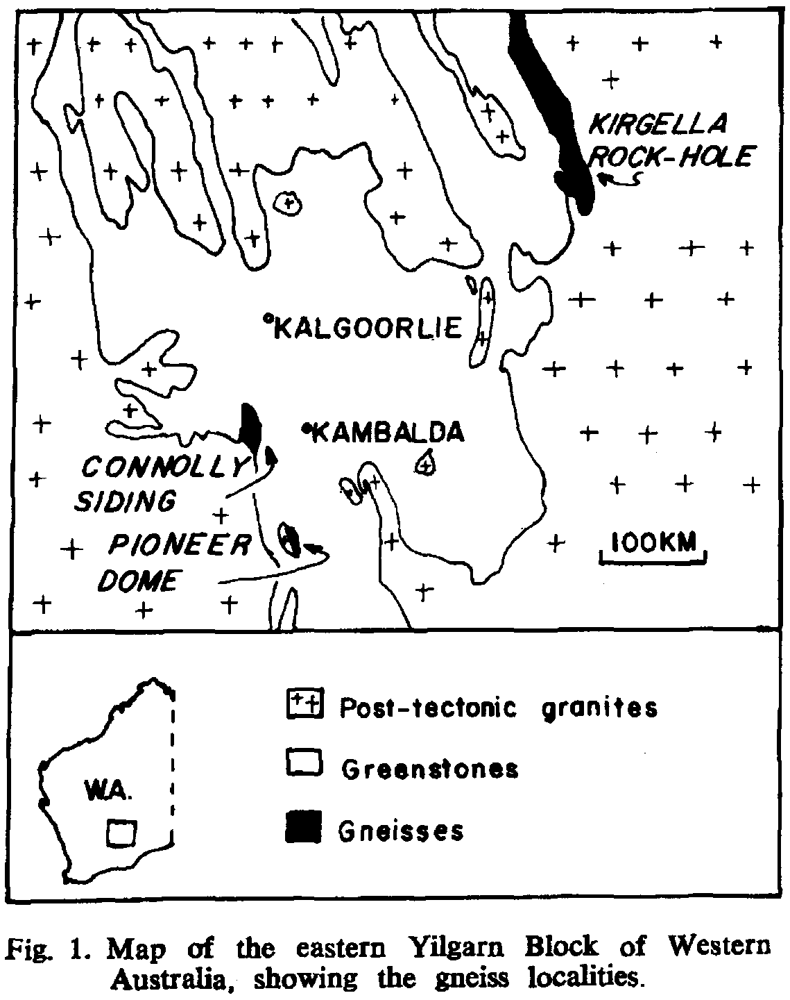 KIRGELLA
ROCK-HOLE
KALGOORLIE
KAMBALDA
CONNOLLY
SIDING
PIONEER
DOME
100KM
W.A.
Post-tectonic granites
Greenstones
Gneisses
Fig. 1. Map of the eastern Yilgarn Block of Western
Australia, showing the gneiss localities.